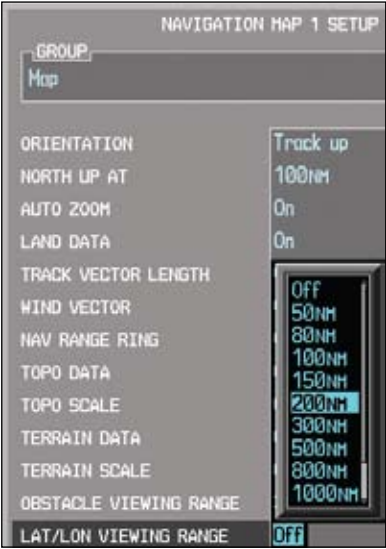 NAVIGATION MAP 1 SETUP
GROUP
Map
ORIENTATION Track up
NORTH UP AT 100NM
AUTO ZOOM On
LAND DATA On
TRACK VECTOR LENGTH
WIND VECTOR
NAV RANGE RING
TOPO DATA
TOPO SCALE
TERRAIN DATA
TERRAIN SCALE
OBSTACLE VIEWING RANGE
LAT/LON VIEWING RANGE Off
Off
50NM
80NM
100NM
150NM
200NM
300NM
500NM
800NM
1000NM